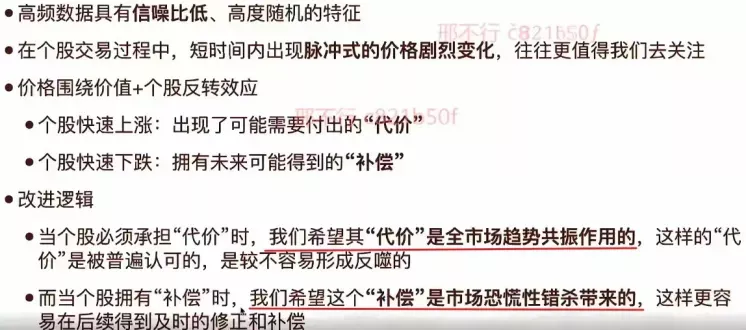 高频数据具有信噪比低、高度随机的特征
在个股交易过程中，短时间内出现脉冲式的价格剧烈变化，往往更值得我们去关注
价格围绕价值+个股反转效应
个股快速上涨：出现了可能需要付出的“代价”
个股快速下跌：拥有未来可能得到的“补偿”
改进逻辑
当个股必须承担“代价”时，我们希望其“代价”是全市场趋势共振作用的，这样的“代
价”是被普遍认可的，是较不容易形成反噬的
而当个股拥有“补偿”时，我们希望这个“补偿”是市场恐慌性错杀带来的，这样更容
易在后续得到及时的修正和补偿